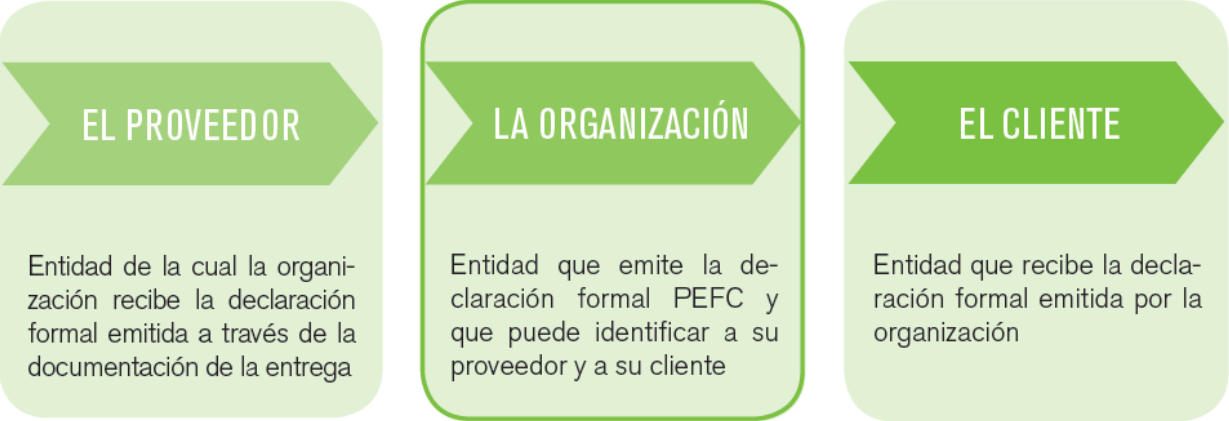 EL PROVEEDOR
Entidad de la cual la organi-
zación recibe la declaración
formal emitida a través de la
documentación de la entrega
LA ORGANIZACIÓN
Entidad que emite la de-
claración formal PEFC y
que puede identificar a su
proveedor y a su cliente
EL CLIENTE
Entidad que recibe la decla-
ración formal emitida por la
organización